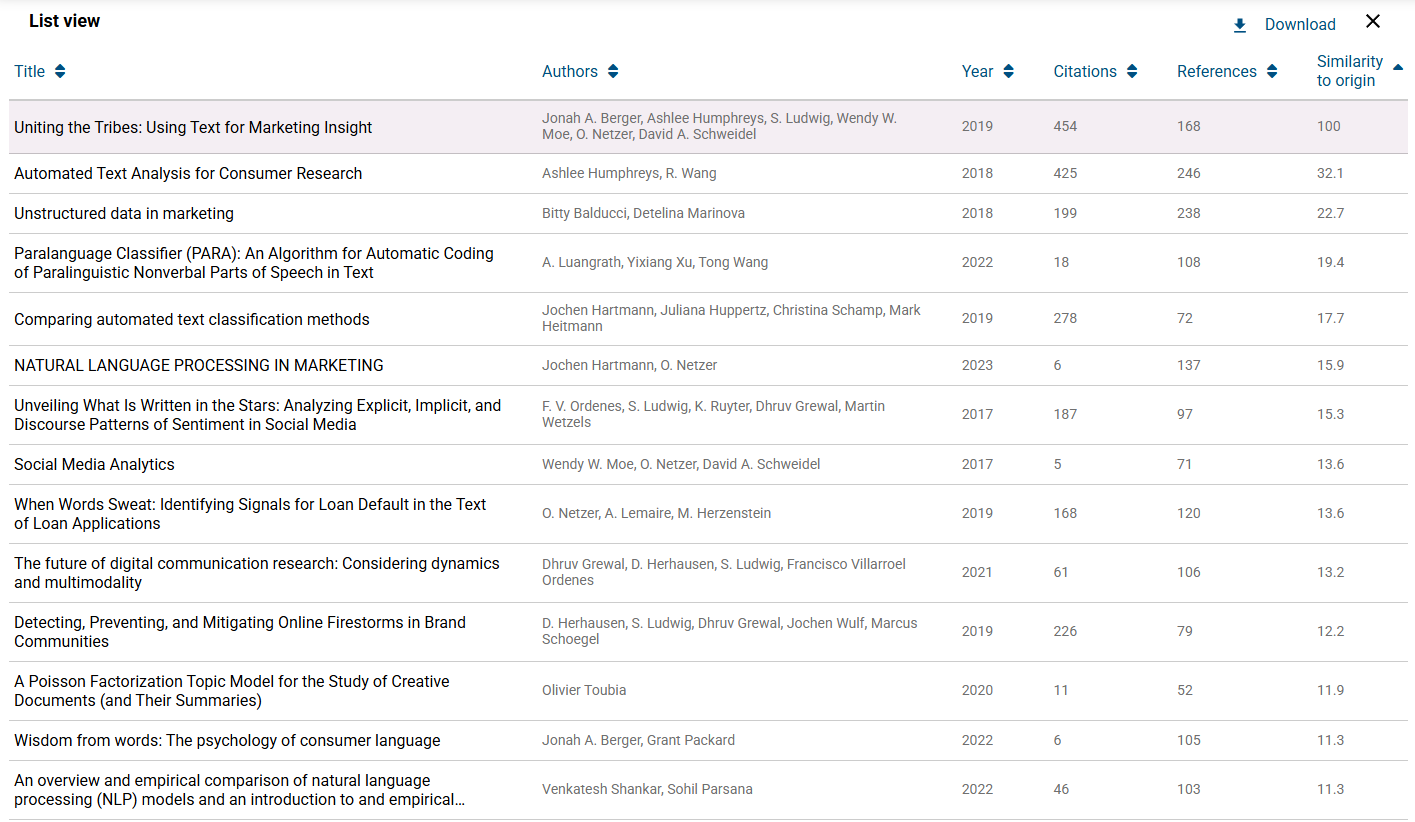 List view
Download
Title Authors Year Citations References Similarity
to origin
Uniting the Tribes: Using Text for Marketing Insight
Jonah A. Berger, Ashlee Humphreys, S. Ludwig, Wendy W.
Moe, O. Netzer, David A. Schweidel
2019 454 168 100
Automated Text Analysis for Consumer Research
Ashlee Humphreys, R. Wang
2018 425 246 32.1
Unstructured data in marketing
Bitty Balducci, Detelina Marinova
2018 199 238 22.7
Paralanguage Classifier (PARA): An Algorithm for Automatic Coding
of Paralinguistic Nonverbal Parts of Speech in Text
A. Luangrath, Yixiang Xu, Tong Wang
2022 18 108 19.4
Comparing automated text classification methods
Jochen Hartmann, Juliana Huppertz, Christina Schamp, Mark
Heitmann
2019 278 72 17.7
NATURAL LANGUAGE PROCESSING IN MARKETING
Jochen Hartmann, O. Netzer
2023 6 137 15.9
Unveiling What Is Written in the Stars: Analyzing Explicit, Implicit, and
Discourse Patterns of Sentiment in Social Media
F. V. Ordenes, S. Ludwig, K. Ruyter, Dhruv Grewal, Martin
Wetzels
2017 187 97 15.3
Social Media Analytics
Wendy W. Moe, O. Netzer, David A. Schweidel
2017 5 71 13.6
When Words Sweat: Identifying Signals for Loan Default in the Text
of Loan Applications
O. Netzer, A. Lemaire, M. Herzenstein
2019 168 120 13.6
The future of digital communication research: Considering dynamics
and multimodality
Dhruv Grewal, D. Herhausen, S. Ludwig, Francisco Villarroel
Ordenes
2021 61 106 13.2
Detecting, Preventing, and Mitigating Online Firestorms in Brand
Communities
D. Herhausen, S. Ludwig, Dhruv Grewal, Jochen Wulf, Marcus
Schoegel
2019 226 79 12.2
A Poisson Factorization Topic Model for the Study of Creative
Documents (and Their Summaries)
Olivier Toubia
2020 11 52 11.9
Wisdom from words: The psychology of consumer language
Jonah A. Berger, Grant Packard
2022 6 105 11.3
An overview and empirical comparison of natural language
processing (NLP) models and an introduction to and empirical…
Venkatesh Shankar, Sohil Parsana
2022 46 103 11.3